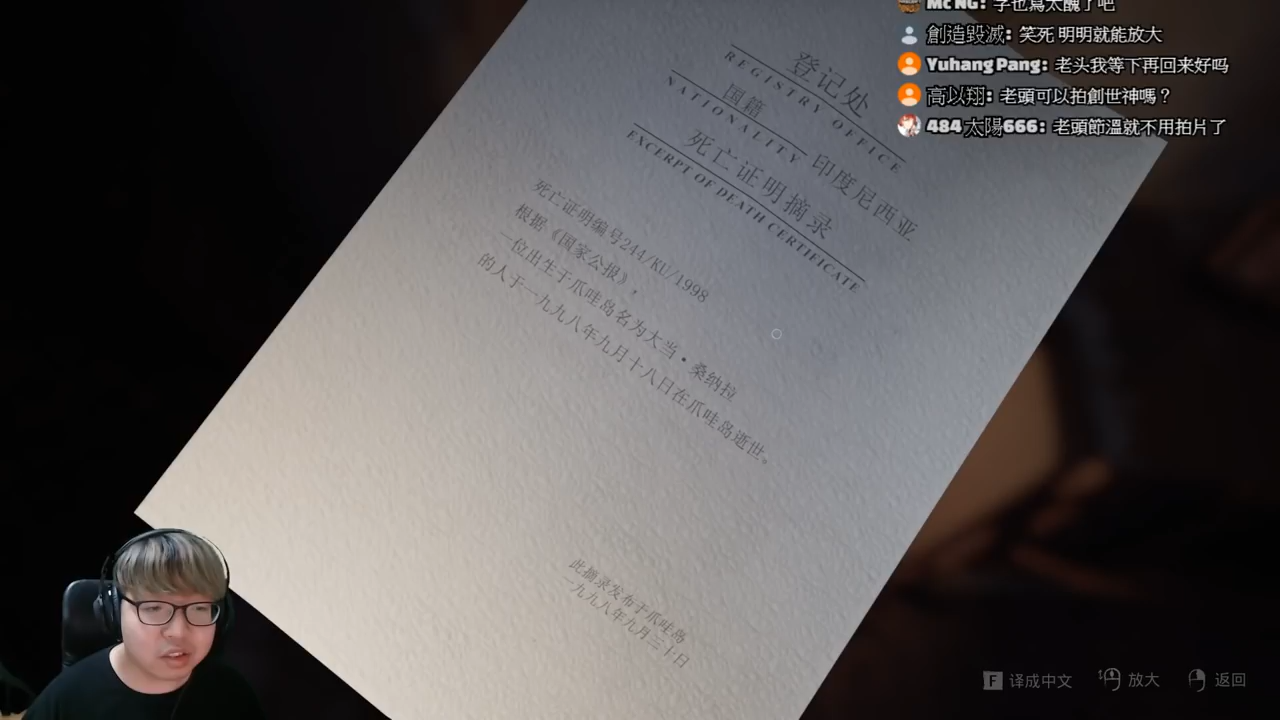 Mc NG: 字也寫太醜了吧
創造毀滅: 笑死 明明就能放大
Yuhang Pang: 老头我等下再回来好吗
高以翔: 老頭可以拍創世神嗎？
484太陽666: 老頭節溫就不用拍片了
登记处
REGISTRY OFFICE
国籍
NATIONALITY
印度尼西亚
死亡证明摘录
EXCERPT OF DEATH CERTIFICATE
死亡证明编号244/KU/1998
根据《国家公报》，
一位出生于爪哇岛名为大当·桑纳拉
的人于一九九八年九月十八日在爪哇岛逝世。
此摘录发布于爪哇岛
一九九八年九月三十日
F 译成中文
放大
返回